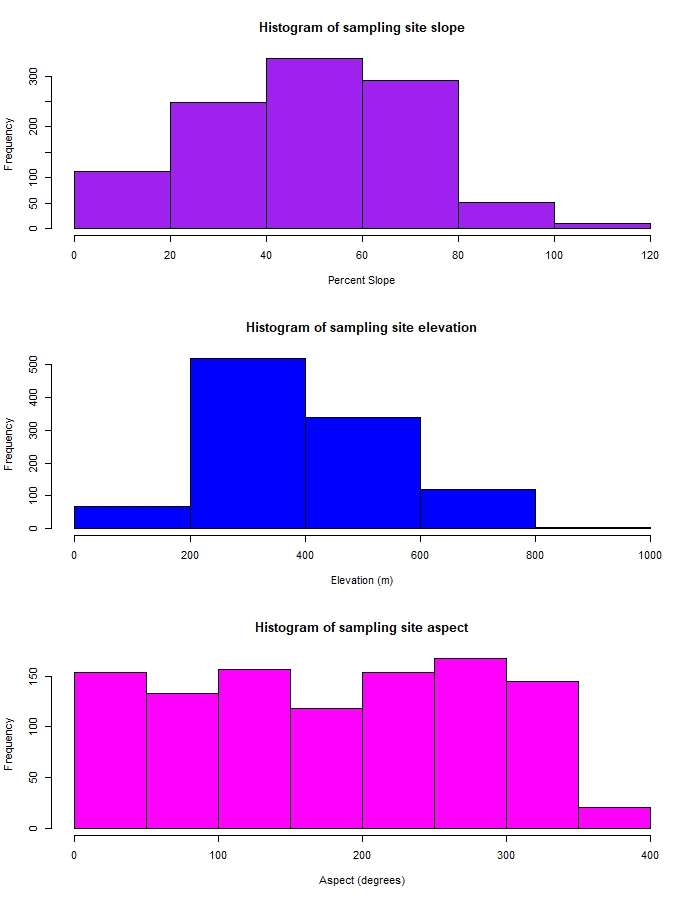 Histogram of sampling site slope
Frequency
0 50 100 200 300
0 20 40 60 80 100 120
Percent Slope
Histogram of sampling site elevation
Frequency
0 100 200 300 400 500
0 200 400 600 800 1000
Elevation (m)
Histogram of sampling site aspect
Frequency
0 50 100 150
0 100 200 300 400
Aspect (degrees)